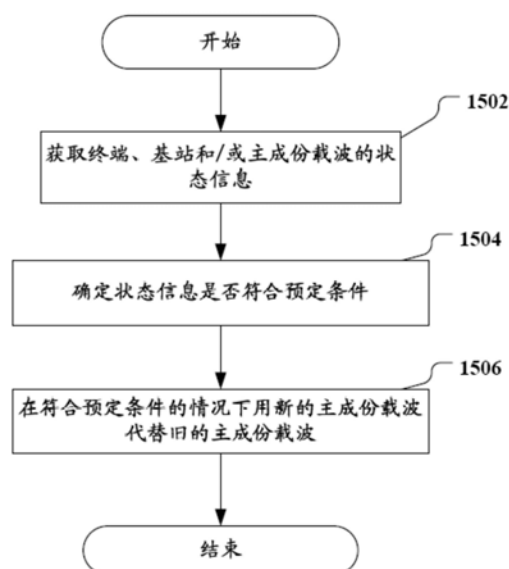 开始
1502
获取终端、基站和/或主成份载波的状
态信息
1504
确定状态信息是否符合预定条件
1506
在符合预定条件的情况下用新的主成份载波
代替旧的主成份载波
结束